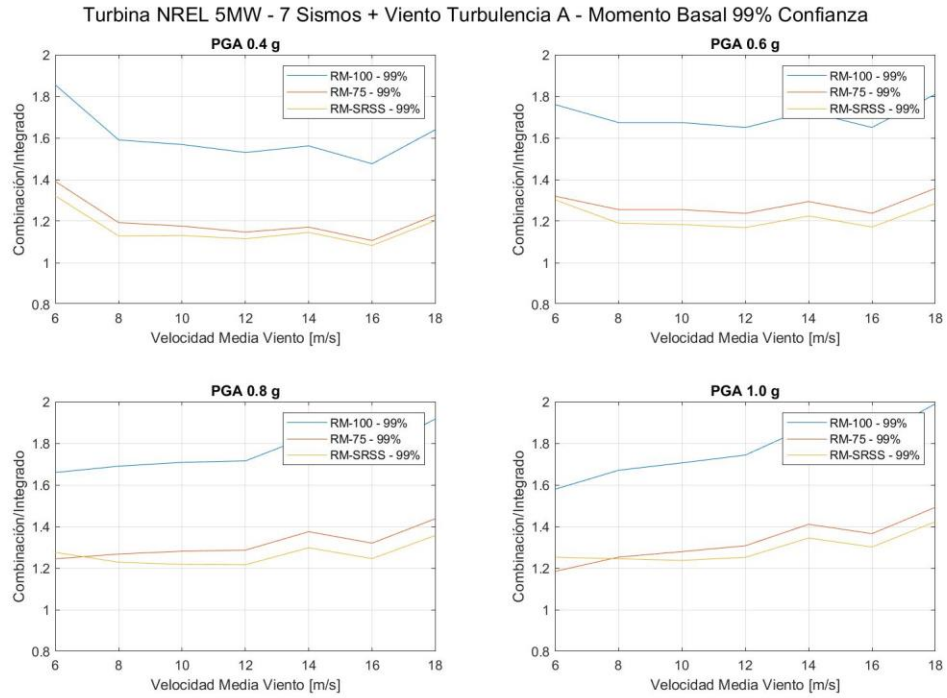 Turbina NREL 5MW - 7 Sismos + Viento Turbulencia A - Momento Basal 99% Confianza
PGA 0.4 g
2
1.8
1.6
1.4
1.2
1
0.8
Combinación/Integrado
RM-100 - 99%
RM-75 - 99%
RM-SRSS - 99%
6 8 10 12 14 16 18
Velocidad Media Viento [m/s]
PGA 0.6 g
2
1.8
1.6
1.4
1.2
1
0.8
Combinación/Integrado
RM-100 - 99%
RM-75 - 99%
RM-SRSS - 99%
6 8 10 12 14 16 18
Velocidad Media Viento [m/s]
PGA 0.8 g
2
1.8
1.6
1.4
1.2
1
0.8
Combinación/Integrado
RM-100 - 99%
RM-75 - 99%
RM-SRSS - 99%
6 8 10 12 14 16 18
Velocidad Media Viento [m/s]
PGA 1.0 g
2
1.8
1.6
1.4
1.2
1
0.8
Combinación/Integrado
RM-100 - 99%
RM-75 - 99%
RM-SRSS - 99%
6 8 10 12 14 16 18
Velocidad Media Viento [m/s]